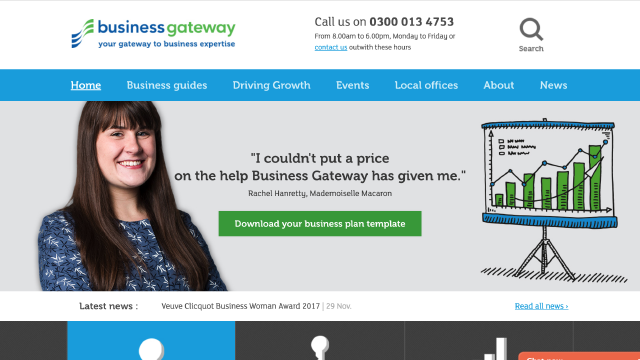 business gateway
your gateway to business expertise
Call us on 0300 013 4753
From 8.00am to 6.00pm, Monday to Friday or
contact us outwith these hours
Search
Home Business guides Driving Growth Events Local offices About News
"I couldn't put a price
on the help Business Gateway has given me."
Rachel Hanretty, Mademoiselle Macaron
Download your business plan template
Latest news : Veuve Clicquot Business Woman Award 2017 | 29 Nov. Read all news ›